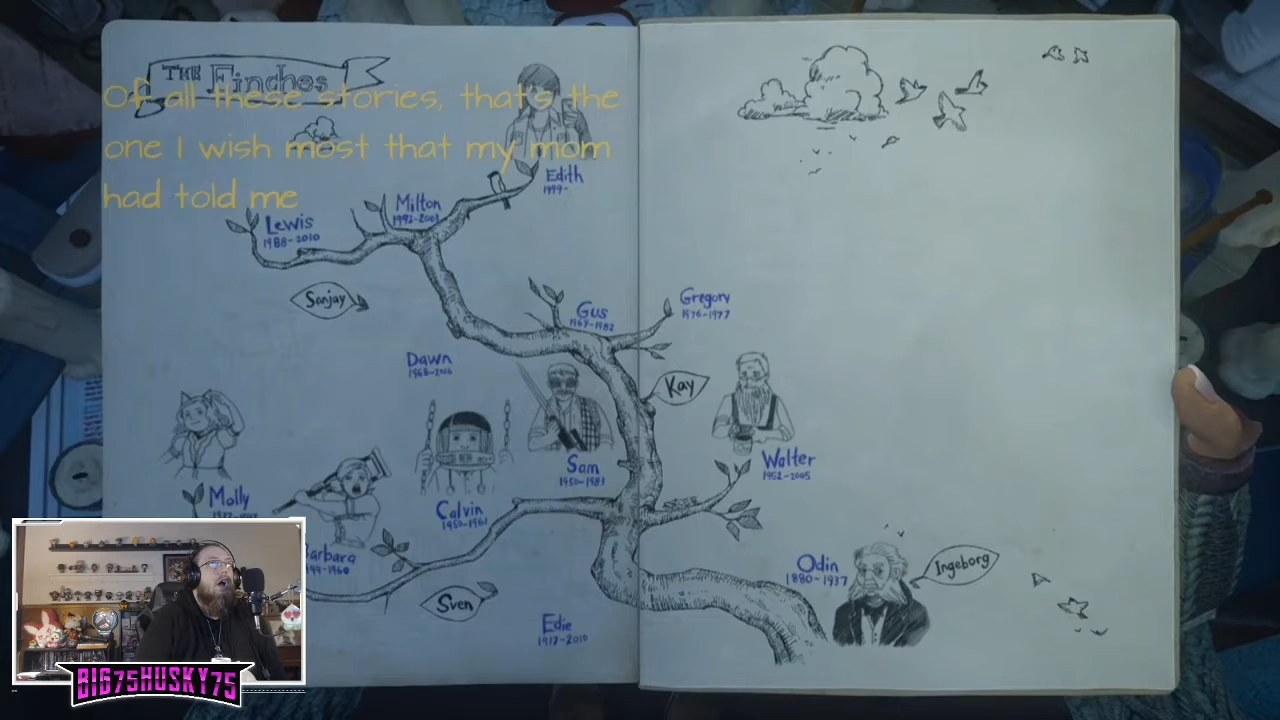 THE Finches
Of all these stories, that's the
one I wish most that my mom
had told me
Edith
1999-
Milton
1992-2003
Lewis
1988-2010
Sanjay
Gus
1969-1982
Gregory
1976-1977
Dawn
1968-2016
Kay
Sam
1950-1983
Walter
1952-2005
Molly
Calvin
1950-1961
Barbara
1944-1960
Odin
1880-1937
Ingeborg
Sven
Edie
1917-2010
BIG75HUSKY75